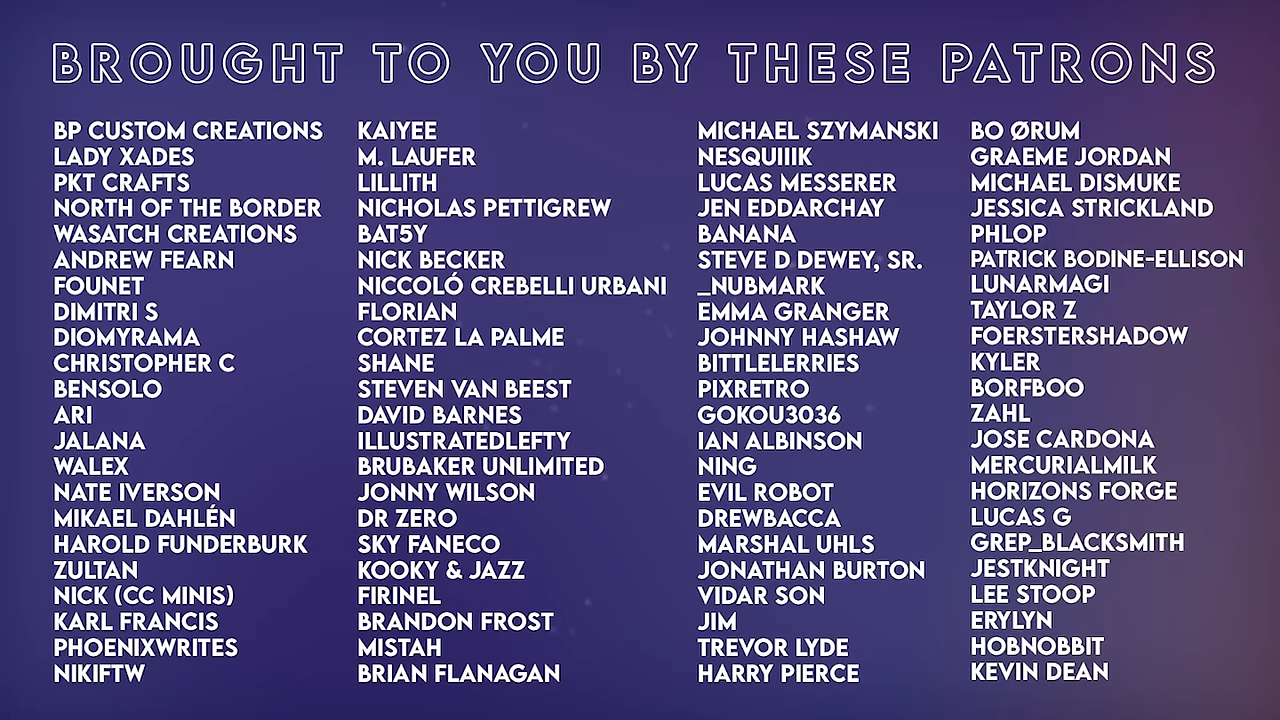 BROUGHT TO YOU BY THESE PATRONS
BP CUSTOM CREATIONS
LADY XADES
PKT CRAFTS
NORTH OF THE BORDER
WASATCH CREATIONS
ANDREW FEARN
FOUNET
DIMITRI S
DIOMYRAMA
CHRISTOPHER C
BENSOLO
ARI
JALANA
WALEX
NATE IVERSON
MIKAEL DAHLÉN
HAROLD FUNDERBURK
ZULTAN
NICK (CC MINIS)
KARL FRANCIS
PHOENIXWRITES
NIKIFTW
KAIYEE
M. LAUFER
LILLITH
NICHOLAS PETTIGREW
BAT5Y
NICK BECKER
NICCOLÓ CREBELLI URBANI
FLORIAN
CORTEZ LA PALME
SHANE
STEVEN VAN BEEST
DAVID BARNES
ILLUSTRATEDLEFTY
BRUBAKER UNLIMITED
JONNY WILSON
DR ZERO
SKY FANECO
KOOKY & JAZZ
FIRINEL
BRANDON FROST
MISTAH
BRIAN FLANAGAN
MICHAEL SZYMANSKI
NESQUIIIK
LUCAS MESSERER
JEN EDDARCHAY
BANANA
STEVE D DEWEY, SR.
_NUBMARK
EMMA GRANGER
JOHNNY HASHAW
BITTLELERRIES
PIXRETRO
GOKOU3036
IAN ALBINSON
NING
EVIL ROBOT
DREWBACCA
MARSHAL UHLS
JONATHAN BURTON
VIDAR SON
JIM
TREVOR LYDE
HARRY PIERCE
BO ØRUM
GRAEME JORDAN
MICHAEL DISMUKE
JESSICA STRICKLAND
PHLOP
PATRICK BODINE-ELLISON
LUNARMAGI
TAYLOR Z
FOERSTERSHADOW
KYLER
BORFBOO
ZAHL
JOSE CARDONA
MERCURIALMILK
HORIZONS FORGE
LUCAS G
GREP_BLACKSMITH
JESTKNIGHT
LEE STOOP
ERYLYN
HOBNOBBIT
KEVIN DEAN